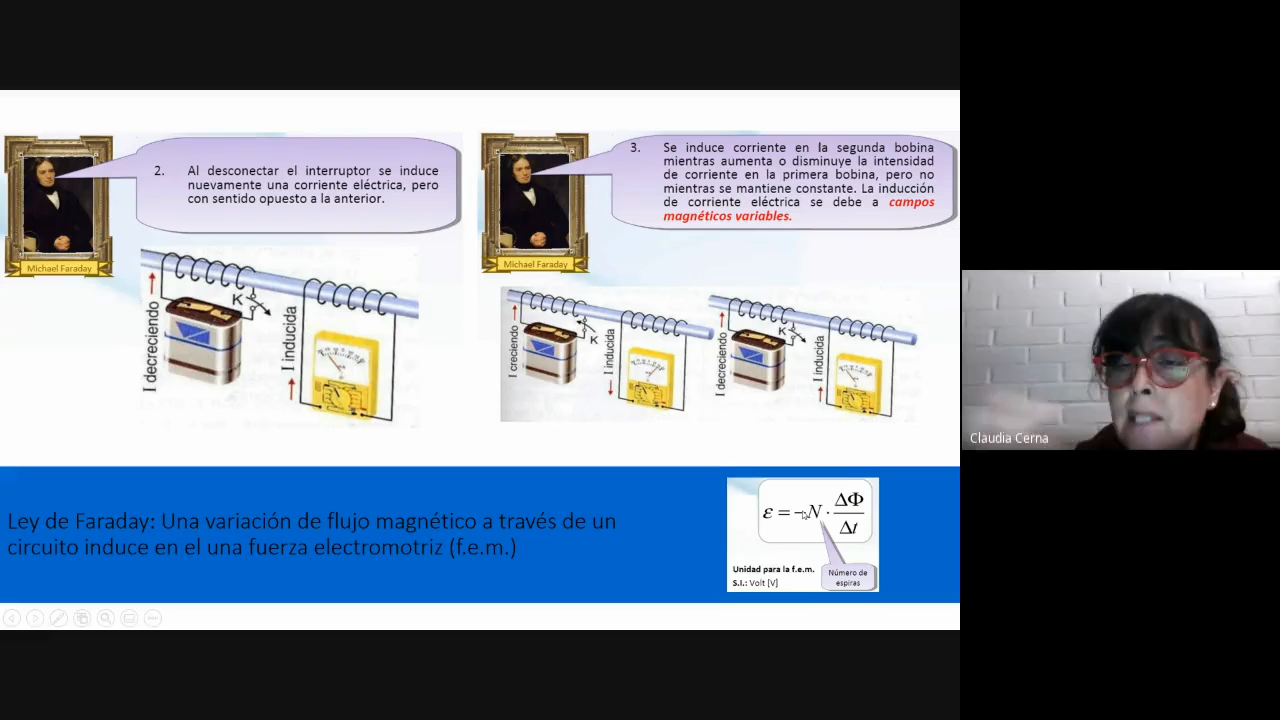 2. Al desconectar el interruptor se induce
nuevamente una corriente eléctrica, pero
con sentido opuesto a la anterior.
Michael Faraday
I decreciendo
K
I inducida
3. Se induce corriente en la segunda bobina
mientras aumenta o disminuye la intensidad
de corriente en la primera bobina, pero no
mientras se mantiene constante. La inducción
de corriente eléctrica se debe a campos
magnéticos variables.
Michael Faraday
I creciendo
K
I inducida
I decreciendo
K
I inducida
Ley de Faraday: Una variación de flujo magnético a través de un
circuito induce en el una fuerza electromotriz (f.e.m.)
ε = -N · ΔΦ/Δt
Unidad para la f.e.m.
S.I.: Volt [V]
Número de
espiras
Claudia Cerna